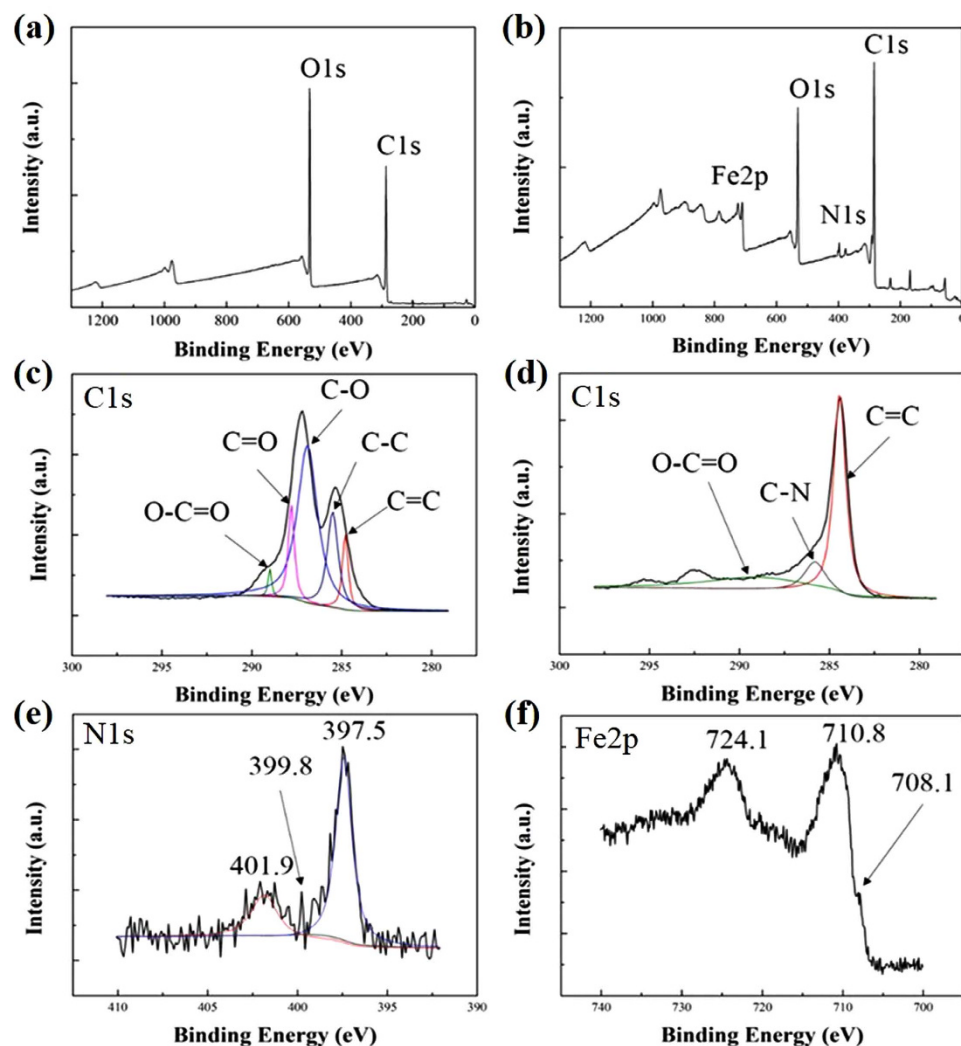 (a)
O1s
C1s
Intensity (a.u.)
1200 1000 800 600 400 200 0
Binding Energy (eV)
(b)
C1s
O1s
Fe2p
N1s
Intensity (a.u.)
1200 1000 800 600 400 200 0
Binding Energy (eV)
(c)
C1s
C-O
C=O
C-C
O-C=O
C=C
Intensity (a.u.)
300 295 290 285 280
Binding Energy (eV)
(d)
C1s
C=C
O-C=O
C-N
Intensity (a.u.)
300 295 290 285 280
Binding Energe (eV)
(e)
N1s
397.5
399.8
401.9
Intensity (a.u.)
410 405 400 395 390
Binding Energy (eV)
(f)
Fe2p
724.1
710.8
708.1
Intensity (a.u.)
740 730 720 710 700
Binding Energy (eV)